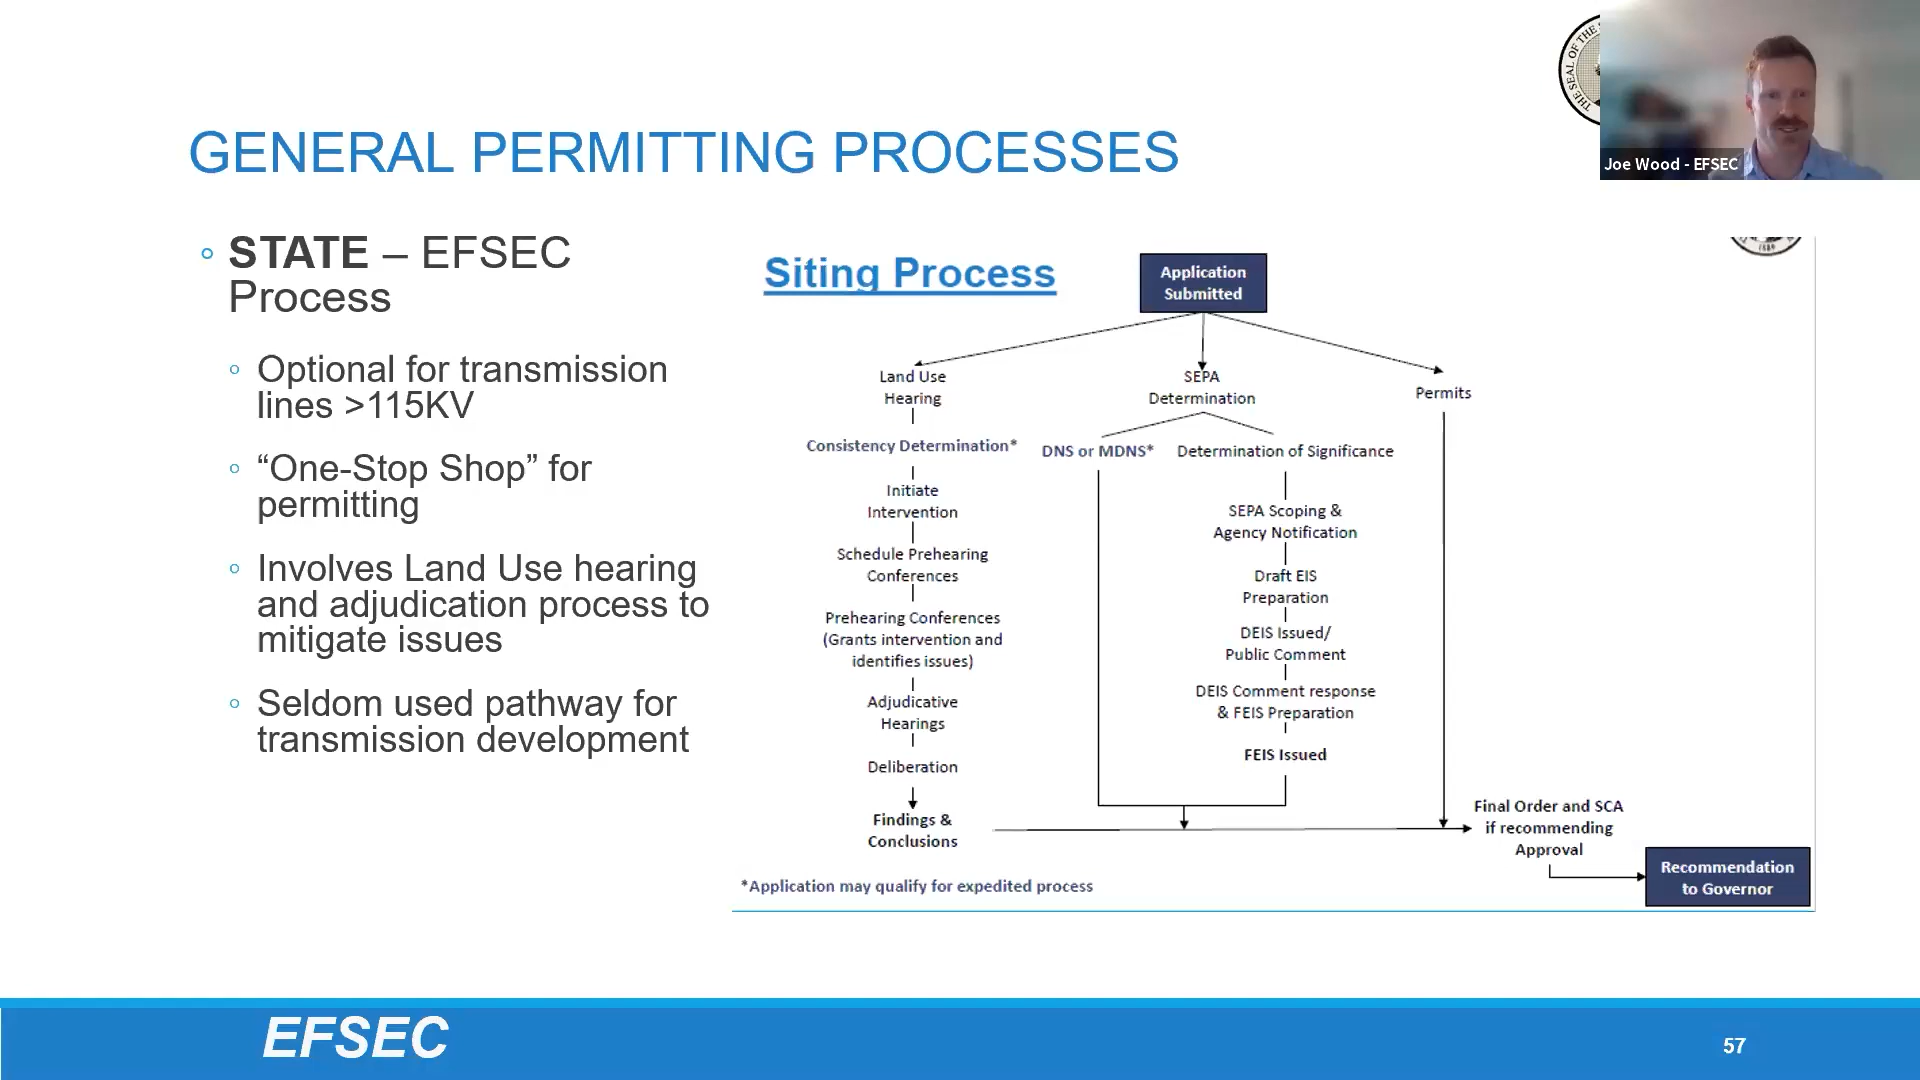 THE SEAL OF THE
Joe Wood - EFSEC
GENERAL PERMITTING PROCESSES
STATE – EFSEC
Process
Optional for transmission
lines >115KV
“One-Stop Shop” for
permitting
Involves Land Use hearing
and adjudication process to
mitigate issues
Seldom used pathway for
transmission development
Siting Process
Application
Submitted
Land Use
Hearing
Consistency Determination*
Initiate
Intervention
Schedule Prehearing
Conferences
Prehearing Conferences
(Grants intervention and
identifies issues)
Adjudicative
Hearings
Deliberation
Findings &
Conclusions
SEPA
Determination
DNS or MDNS*
Determination of Significance
SEPA Scoping &
Agency Notification
Draft EIS
Preparation
DEIS Issued/
Public Comment
DEIS Comment response
& FEIS Preparation
FEIS Issued
Permits
Final Order and SCA
if recommending
Approval
Recommendation
to Governor
*Application may qualify for expedited process
EFSEC
57